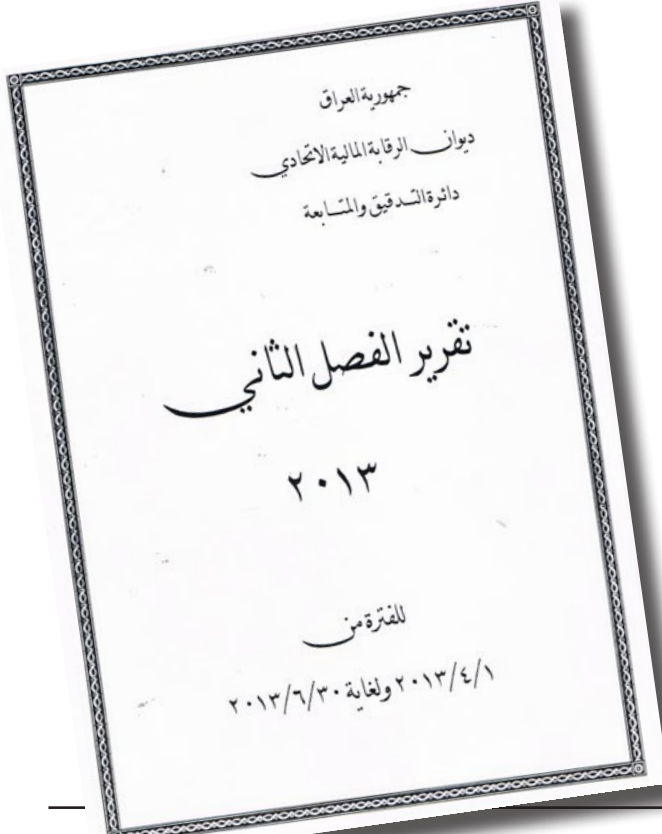 جمهورية العراق
ديوان الرقابة المالية الاتحادي
دائرة التدقيق والمتابعة
تقرير الفصل الثاني
٢٠١٣
للفترة من
٢٠١٣/٤/١ ولغاية ٢٠١٣/٦/٣٠